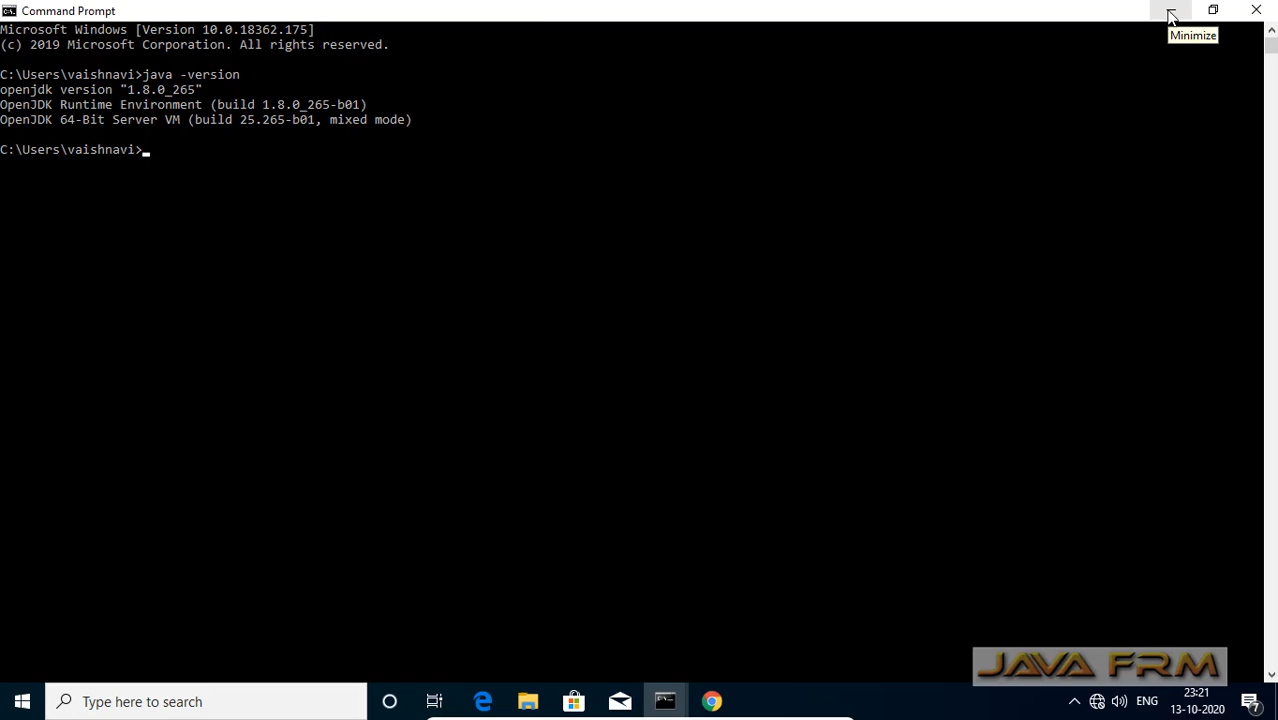 Command Prompt
Minimize
Microsoft Windows [Version 10.0.18362.175]
(c) 2019 Microsoft Corporation. All rights reserved.
C:\Users\vaishnavi>java -version
openjdk version "1.8.0_265"
OpenJDK Runtime Environment (build 1.8.0_265-b01)
OpenJDK 64-Bit Server VM (build 25.265-b01, mixed mode)
C:\Users\vaishnavi>
JAVA FRM
Type here to search
ENG
23:21
13-10-2020
7